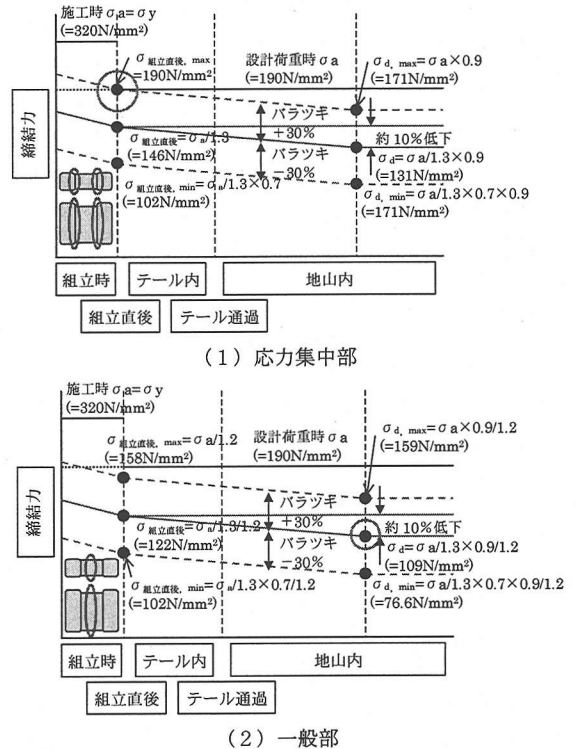 施工時σa=σy
(=320N/mm²)
σ組立直後, max
=190N/mm²)
設計荷重時σa
(=190N/mm²)
σd, max=σa×0.9
(=171N/mm²)
締結力
バラツキ
+30%
σ組立直後=σa/1.3
(=146N/mm²)
バラツキ
−30%
約10%低下
σd=σa/1.3×0.9
(=131N/mm²)
σ組立直後, min=σa/1.3×0.7
(=102N/mm²)
σd, min=σa/1.3×0.7×0.9
(=171N/mm²)
組立時
テール内
地山内
組立直後
テール通過
(1)応力集中部
施工時σa=σy
(=320N/mm²)
σ組立直後, max=σa/1.2
(=158N/mm²)
設計荷重時σa
(=190N/mm²)
σd, max=σa×0.9/1.2
(=159N/mm²)
締結力
バラツキ
+30%
σ組立直後=σa/1.3/1.2
(=122N/mm²)
バラツキ
−30%
約10%低下
σd=σa/1.3×0.9/1.2
(=109N/mm²)
σ組立直後, min=σa/1.3×0.7/1.2
(=102N/mm²)
σd, min=σa/1.3×0.7×0.9/1.2
(=76.6N/mm²)
組立時
テール内
地山内
組立直後
テール通過
(2)一般部